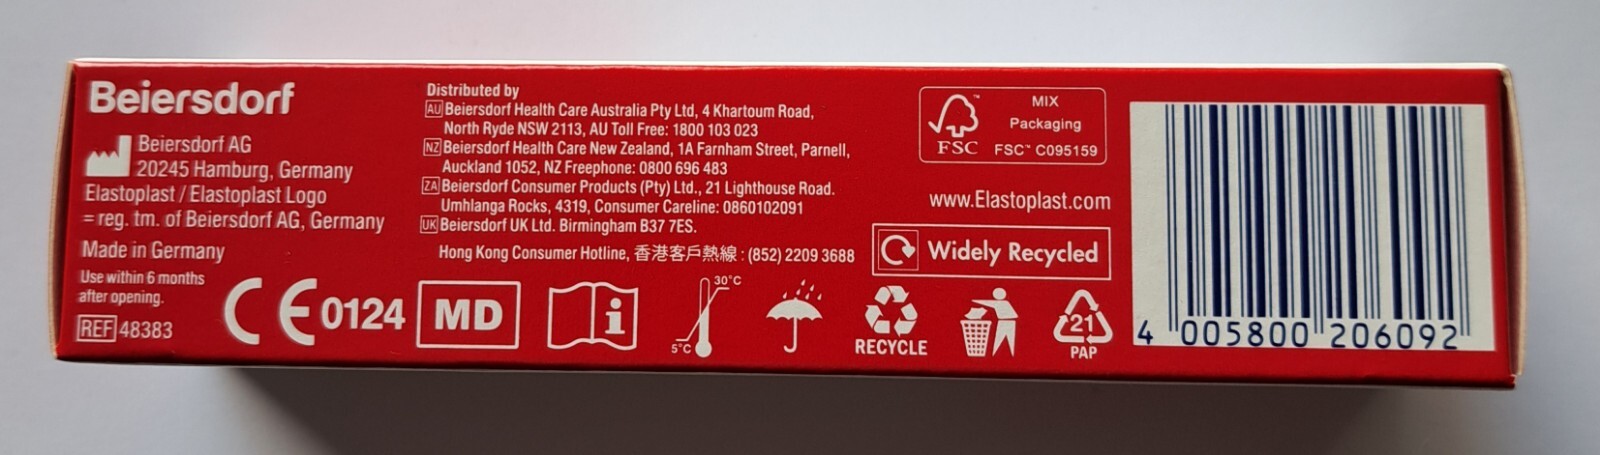 Beiersdorf
Beiersdorf AG
20245 Hamburg, Germany
Elastoplast / Elastoplast Logo
= reg. tm. of Beiersdorf AG, Germany
Made in Germany
Use within 6 months
after opening.
REF 48383
CE 0124
MD
i
Distributed by
AU Beiersdorf Health Care Australia Pty Ltd, 4 Khartoum Road,
North Ryde NSW 2113, AU Toll Free: 1800 103 023
NZ Beiersdorf Health Care New Zealand, 1A Farnham Street, Parnell,
Auckland 1052, NZ Freephone: 0800 696 483
ZA Beiersdorf Consumer Products (Pty) Ltd., 21 Lighthouse Road.
Umhlanga Rocks, 4319, Consumer Careline: 0860102091
UK Beiersdorf UK Ltd. Birmingham B37 7ES.
Hong Kong Consumer Hotline, 香港客戶熱線 : (852) 2209 3688
30°C
5°C
RECYCLE
21
PAP
FSC™
MIX
Packaging
FSC™ C095159
www.Elastoplast.com
Widely Recycled
4 005800 206092